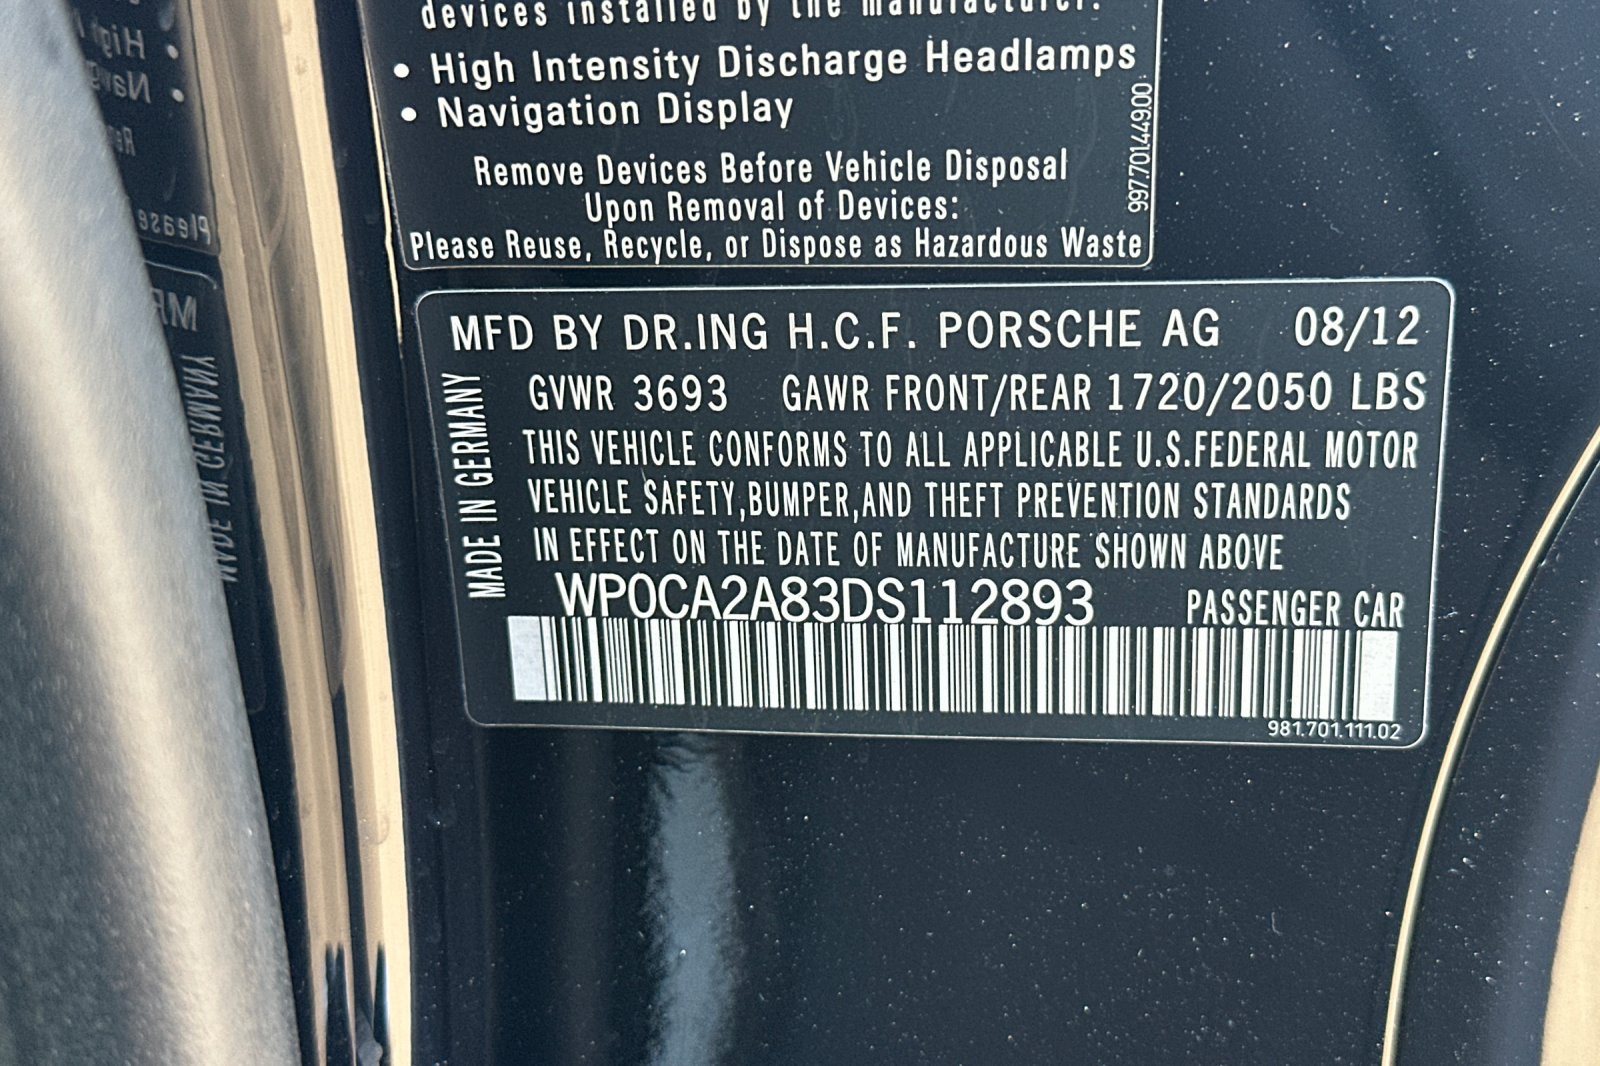 devices installed by the manufacturer.
• High Intensity Discharge Headlamps
• Navigation Display
Remove Devices Before Vehicle Disposal
Upon Removal of Devices:
Please Reuse, Recycle, or Dispose as Hazardous Waste
997.701.449.00
MFD BY DR.ING H.C.F. PORSCHE AG 08/12
GVWR 3693 GAWR FRONT/REAR 1720/2050 LBS
THIS VEHICLE CONFORMS TO ALL APPLICABLE U.S.FEDERAL MOTOR
VEHICLE SAFETY,BUMPER,AND THEFT PREVENTION STANDARDS
IN EFFECT ON THE DATE OF MANUFACTURE SHOWN ABOVE
MADE IN GERMANY
WP0CA2A83DS112893 PASSENGER CAR
981.701.111.02